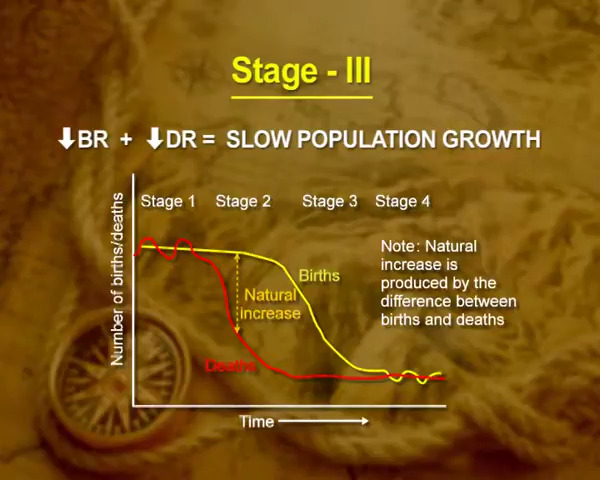 Stage - III
⬇BR + ⬇DR = SLOW POPULATION GROWTH
Stage 1 Stage 2 Stage 3 Stage 4
Number of births/deaths
Births
Natural
increase
Deaths
Note: Natural
increase is
produced by the
difference between
births and deaths
Time